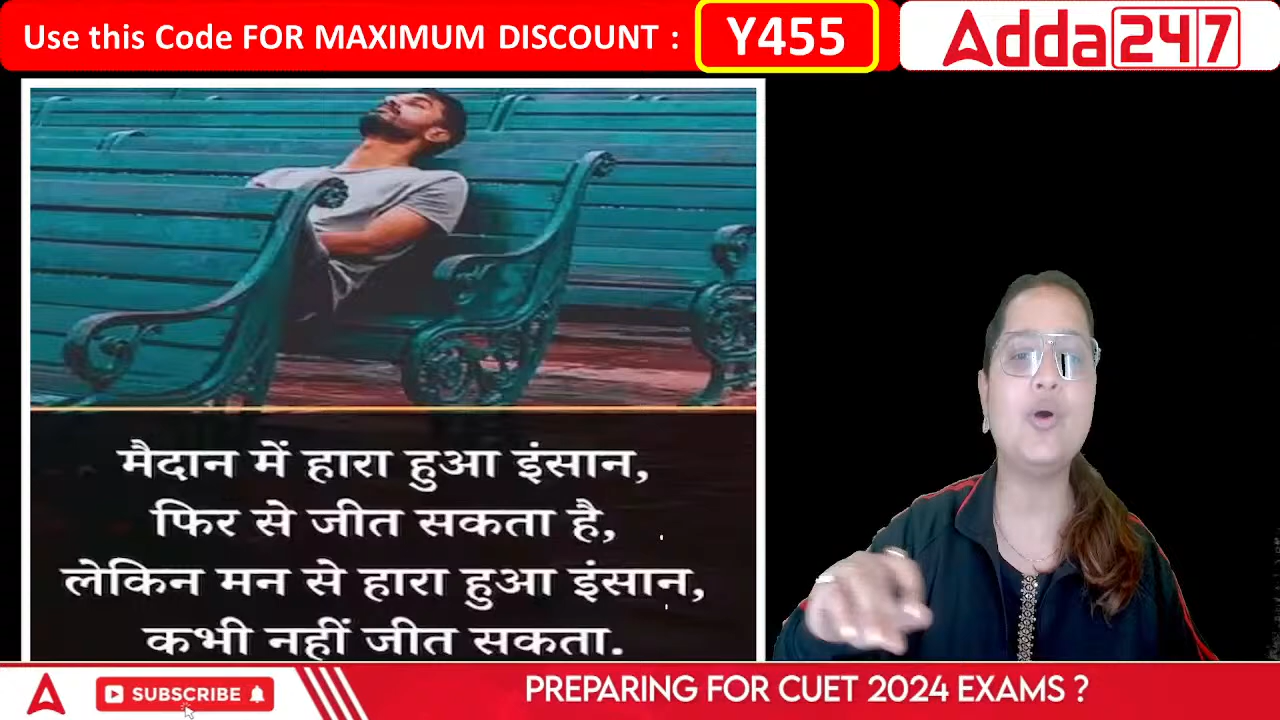 Use this Code FOR MAXIMUM DISCOUNT :
Y455
Adda247
मैदान में हारा हुआ इंसान,
फिर से जीत सकता है,
लेकिन मन से हारा हुआ इंसान,
कभी नहीं जीत सकता.
SUBSCRIBE
PREPARING FOR CUET 2024 EXAMS ?